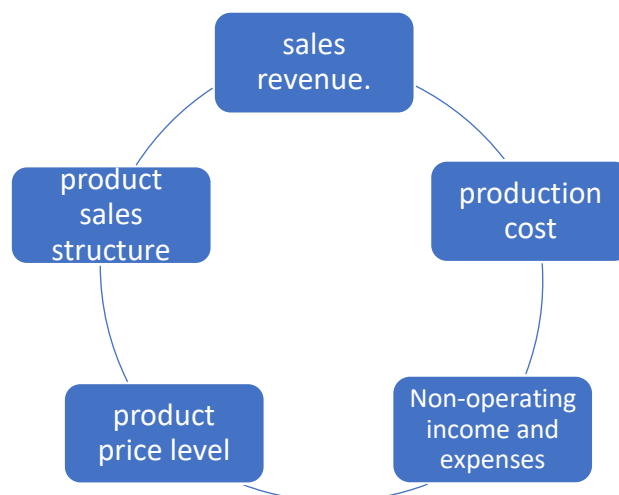 sales
revenue.
production
cost
Non-operating
income and
expenses
product
price level
product
sales
structure